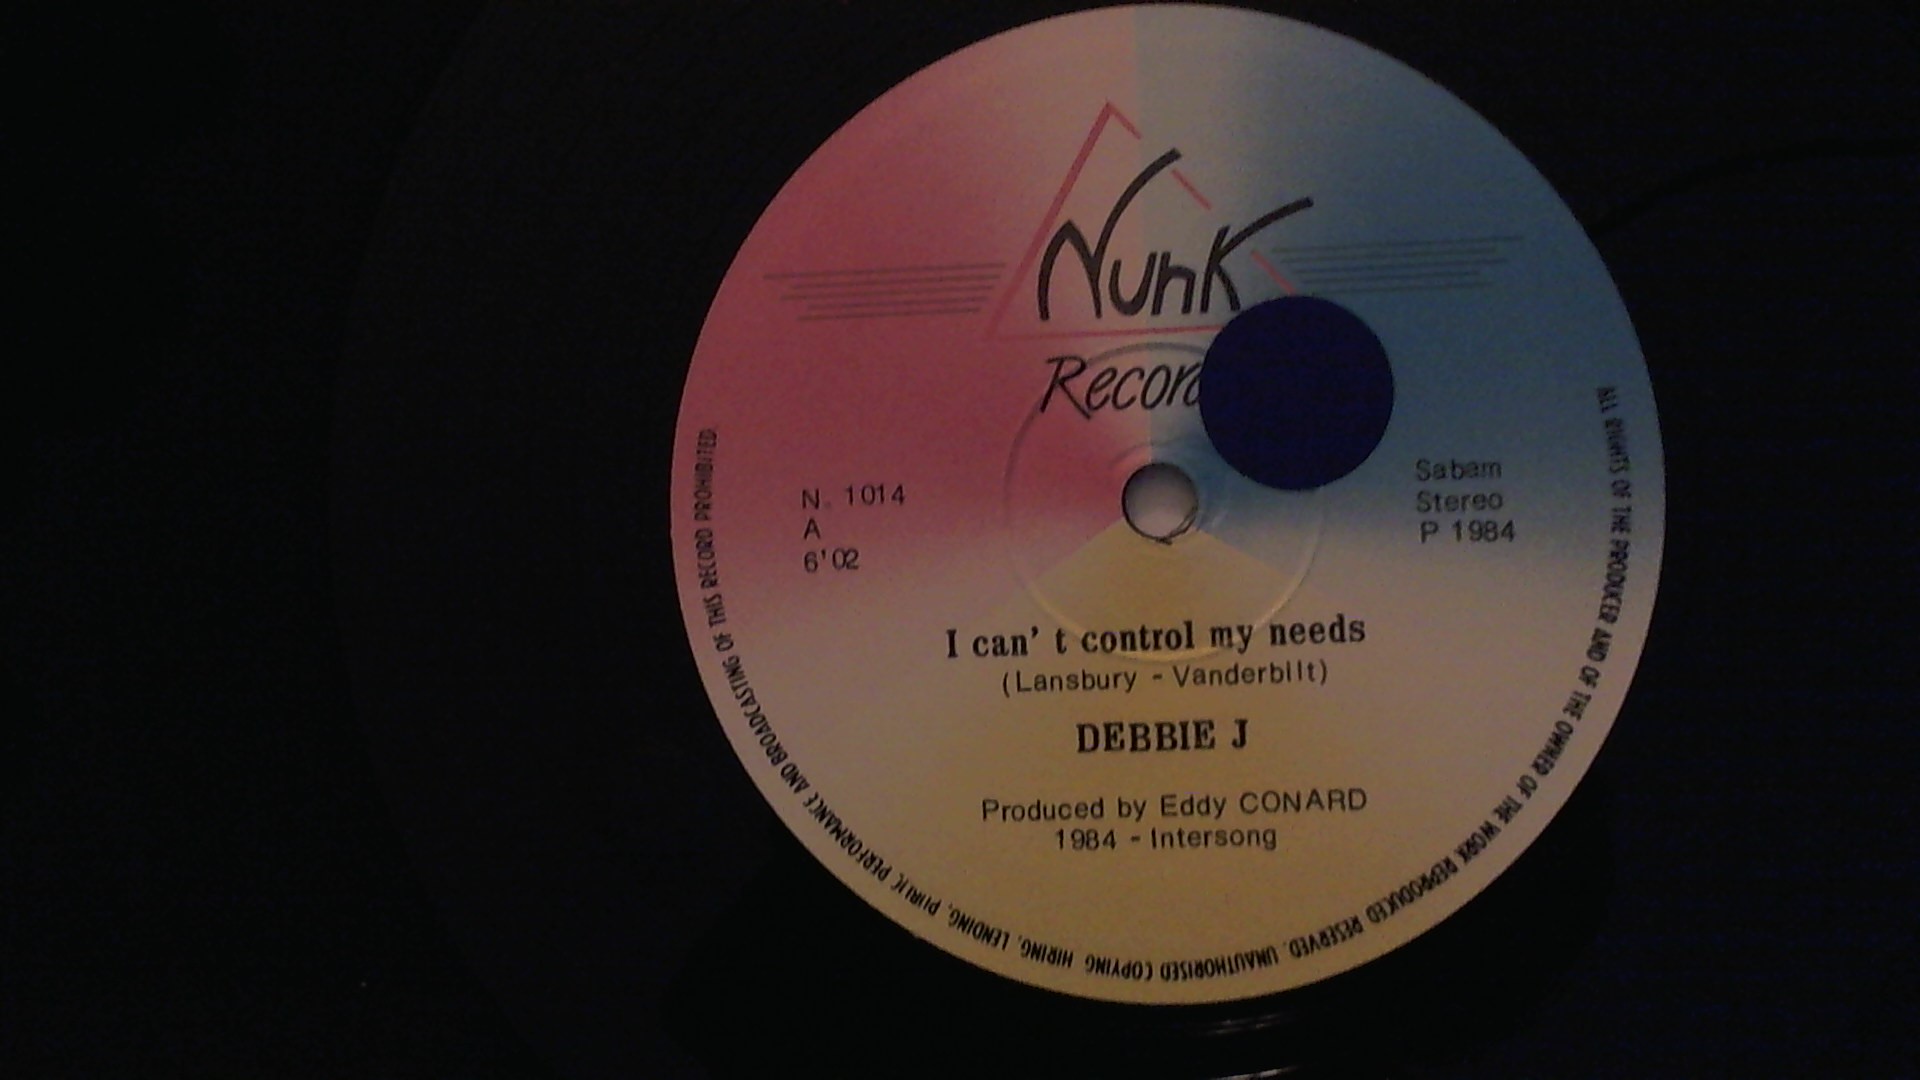 Nunk
Record
N. 1014
A
6'02
Sabam
Stereo
P 1984
I can' t control my needs
(Lansbury - Vanderbilt)
DEBBIE J
Produced by Eddy CONARD
1984 - Intersong
ALL RIGHTS OF THE PRODUCER AND OF THE OWNER OF THE WORK REPRODUCED RESERVED. UNAUTHORISED COPYING, HIRING, LENDING, PUBLIC PERFORMANCE AND BROADCASTING OF THIS RECORD PROHIBITED.